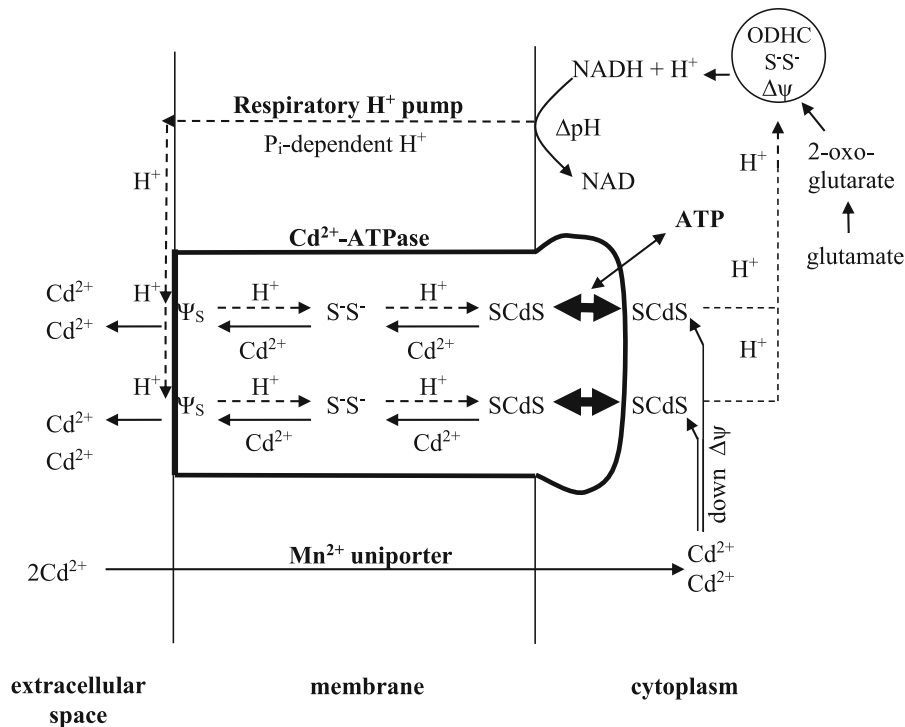 ODHC
S⁻S⁻
Δψ
NADH + H⁺
Respiratory H⁺ pump
Pᵢ-dependent H⁺
ΔpH
NAD
H⁺
H⁺
2-oxo-
glutarate
glutamate
ATP
Cd²⁺-ATPase
H⁺
Cd²⁺
Cd²⁺
H⁺
Ψₛ
H⁺
S⁻S⁻
H⁺
SCdS
SCdS
Cd²⁺
Cd²⁺
H⁺
H⁺
Ψₛ
H⁺
S⁻S⁻
H⁺
SCdS
SCdS
Cd²⁺
Cd²⁺
Cd²⁺
Cd²⁺
down Δψ
Mn²⁺ uniporter
2Cd²⁺
Cd²⁺
Cd²⁺
extracellular
space
membrane
cytoplasm